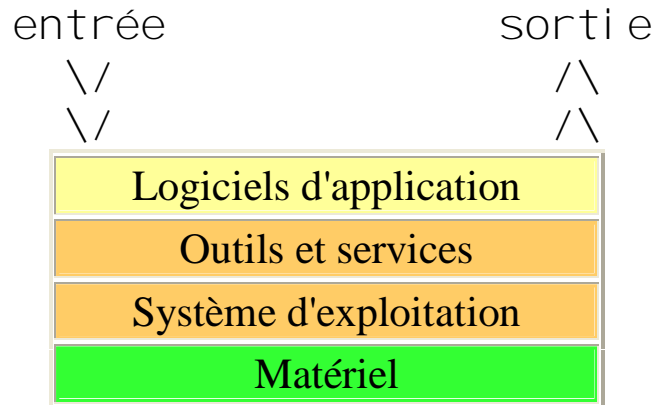 entrée sortie
\/ /\
\/ /\
Logiciels d'application
Outils et services
Système d'exploitation
Matériel